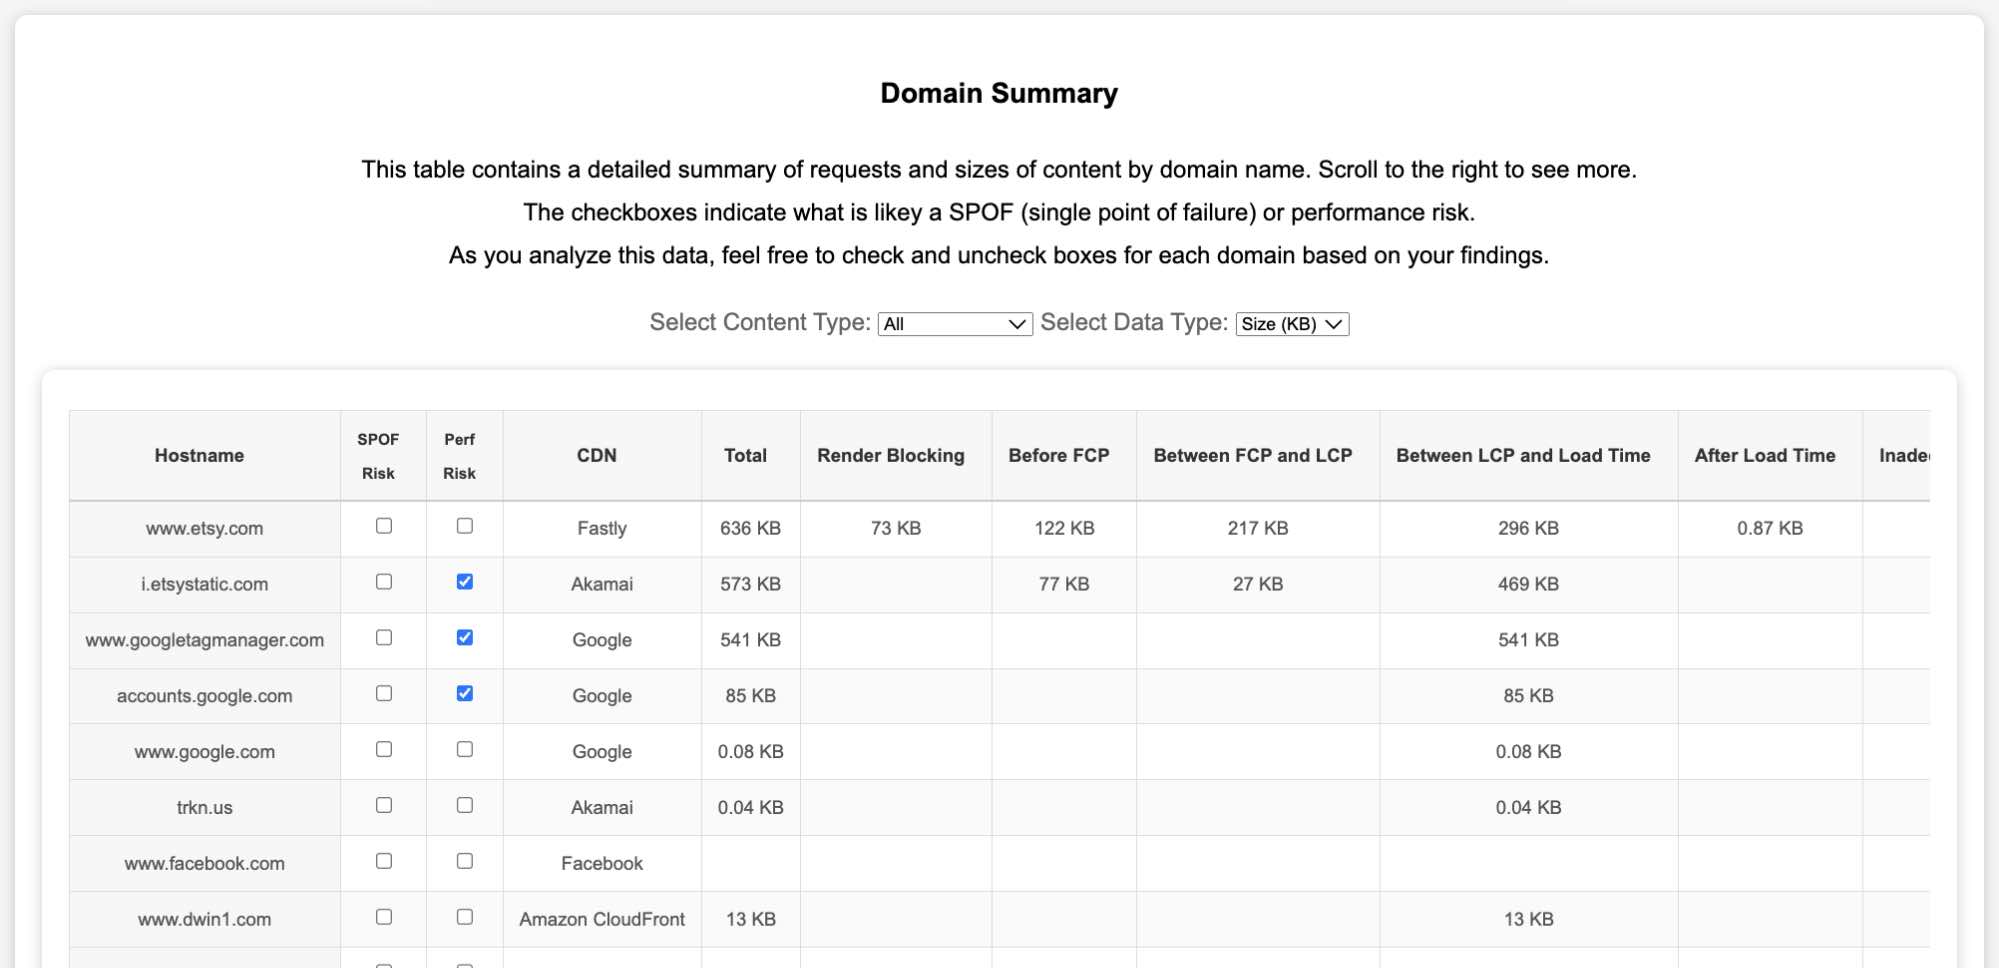 Domain Summary
This table contains a detailed summary of requests and sizes of content by domain name. Scroll to the right to see more.
The checkboxes indicate what is likey a SPOF (single point of failure) or performance risk.
As you analyze this data, feel free to check and uncheck boxes for each domain based on your findings.
Select Content Type: All Select Data Type: Size (KB)
Hostname SPOF Risk Perf Risk CDN Total Render Blocking Before FCP Between FCP and LCP Between LCP and Load Time After Load Time
www.etsy.com Fastly 636 KB 73 KB 122 KB 217 KB 296 KB 0.87 KB
i.etsystatic.com Akamai 573 KB 77 KB 27 KB 469 KB
www.googletagmanager.com Google 541 KB 541 KB
accounts.google.com Google 85 KB 85 KB
www.google.com Google 0.08 KB 0.08 KB
trkn.us Akamai 0.04 KB 0.04 KB
www.facebook.com Facebook
www.dwin1.com Amazon CloudFront 13 KB 13 KB